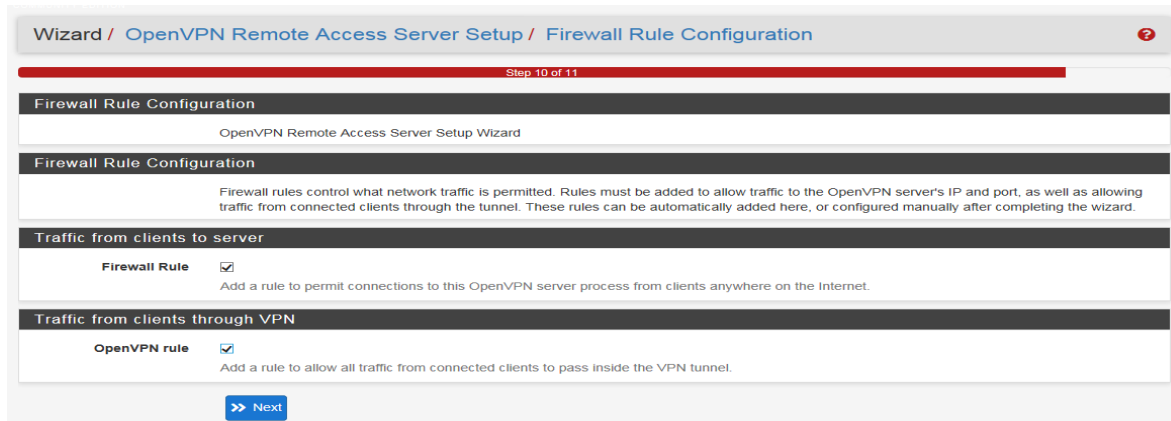 Wizard / OpenVPN Remote Access Server Setup / Firewall Rule Configuration
Step 10 of 11
Firewall Rule Configuration
OpenVPN Remote Access Server Setup Wizard
Firewall Rule Configuration
Firewall rules control what network traffic is permitted. Rules must be added to allow traffic to the OpenVPN server's IP and port, as well as allowing
traffic from connected clients through the tunnel. These rules can be automatically added here, or configured manually after completing the wizard.
Traffic from clients to server
Firewall Rule
Add a rule to permit connections to this OpenVPN server process from clients anywhere on the Internet.
Traffic from clients through VPN
OpenVPN rule
Add a rule to allow all traffic from connected clients to pass inside the VPN tunnel.
>> Next